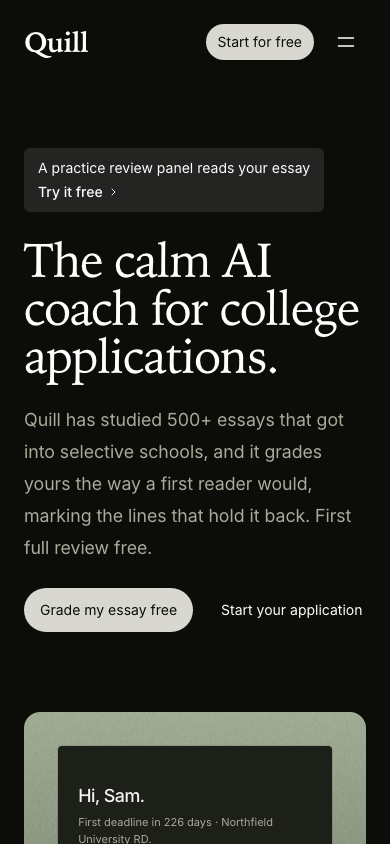 Quill
Start for free
A practice review panel reads your essay
Try it free
The calm AI
coach for college
applications.
Quill has studied 500+ essays that got
into selective schools, and it grades
yours the way a first reader would,
marking the lines that hold it back. First
full review free.
Grade my essay free
Start your application
Hi, Sam.
First deadline in 226 days · Northfield
University RD.